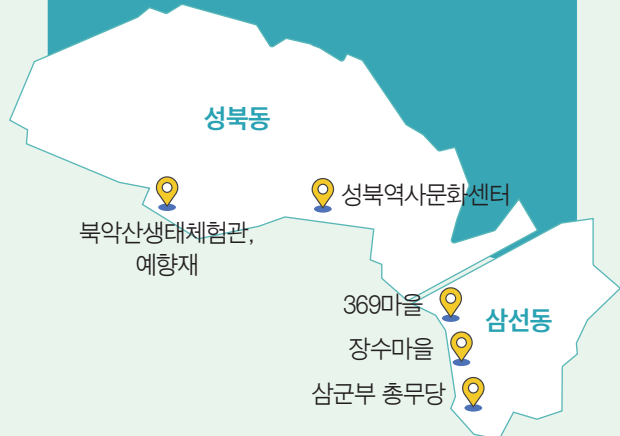 성북동
성북역사문화센터
북악산생태체험관,
예향재
369마을
삼선동
장수마을
삼군부 총무당